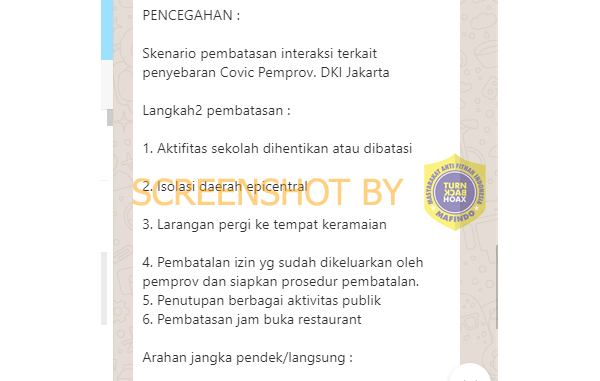 PENCEGAHAN :
Skenario pembatasan interaksi terkait
penyebaran Covic Pemprov. DKI Jakarta
Langkah2 pembatasan :
1. Aktifitas sekolah dihentikan atau dibatasi
2. Isolasi daerah epicentral
SCREENSHOT BY
MASYARAKAT ANTI FITNAH INDONESIA
TURN
BACK
HOAX
MAFINDO
3. Larangan pergi ke tempat keramaian
4. Pembatalan izin yg sudah dikeluarkan oleh
pemprov dan siapkan prosedur pembatalan.
5. Penutupan berbagai aktivitas publik
6. Pembatasan jam buka restaurant
Arahan jangka pendek/langsung :